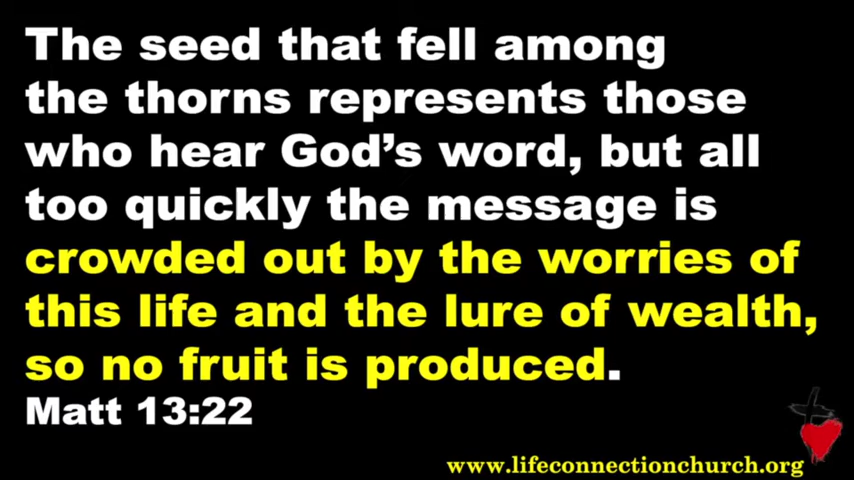 The seed that fell among
the thorns represents those
who hear God’s word, but all
too quickly the message is
crowded out by the worries of
this life and the lure of wealth,
so no fruit is produced.
Matt 13:22
www.lifeconnectionchurch.org